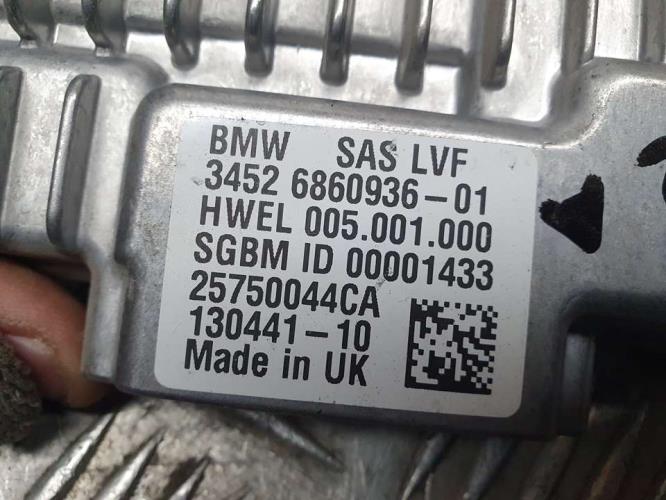 BMW SAS LVF
3452 6860936-01
HWEL 005.001.000
SGBM ID 00001433
25750044CA
130441-10
Made in UK